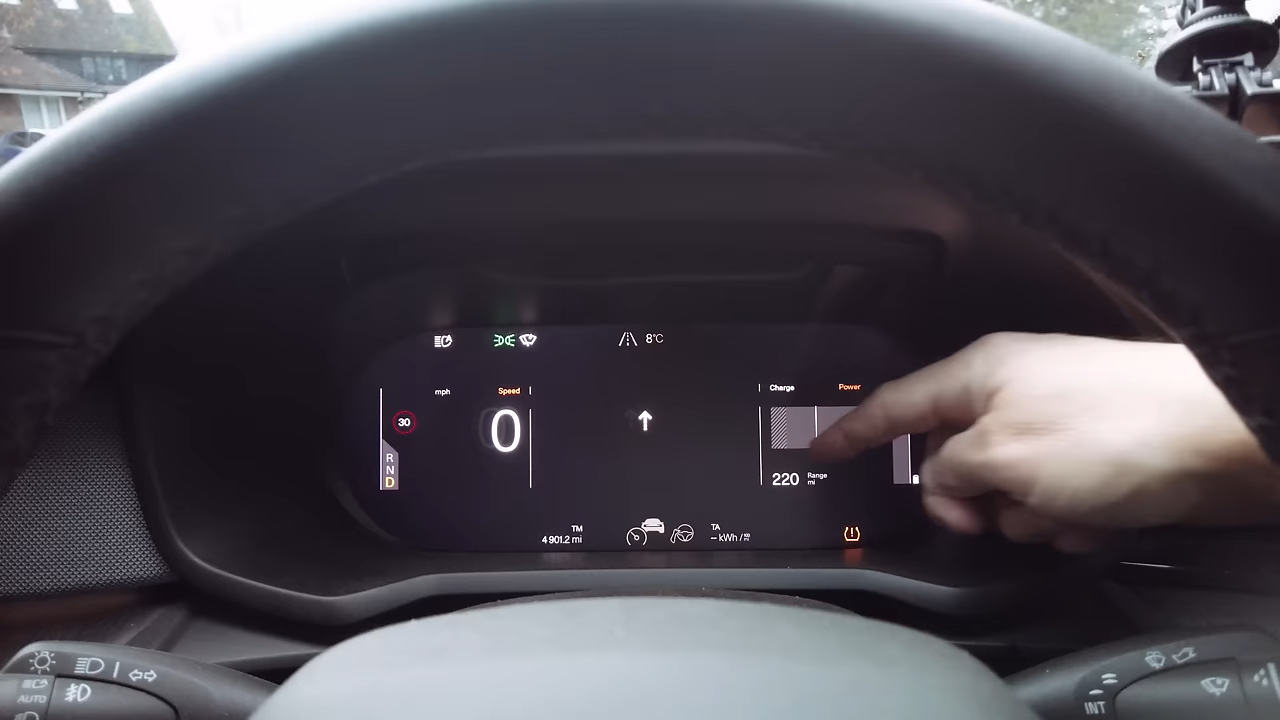 8°C
mph Speed
Charge Power
30
0
R
N
D
220 Range
mi
TM
4 901.2 mi
TA
-- kWh /
AUTO
INT